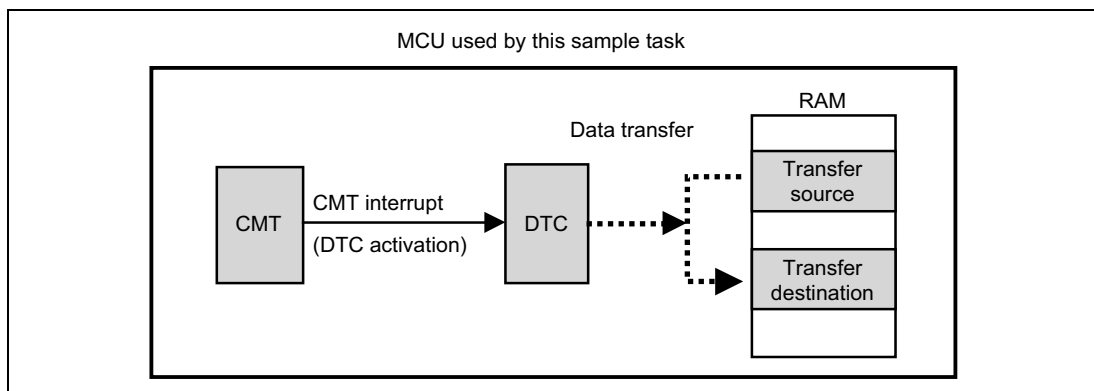 MCU used by this sample task
RAM
Data transfer
Transfer
source
CMT interrupt
CMT
DTC
(DTC activation)
Transfer
destination